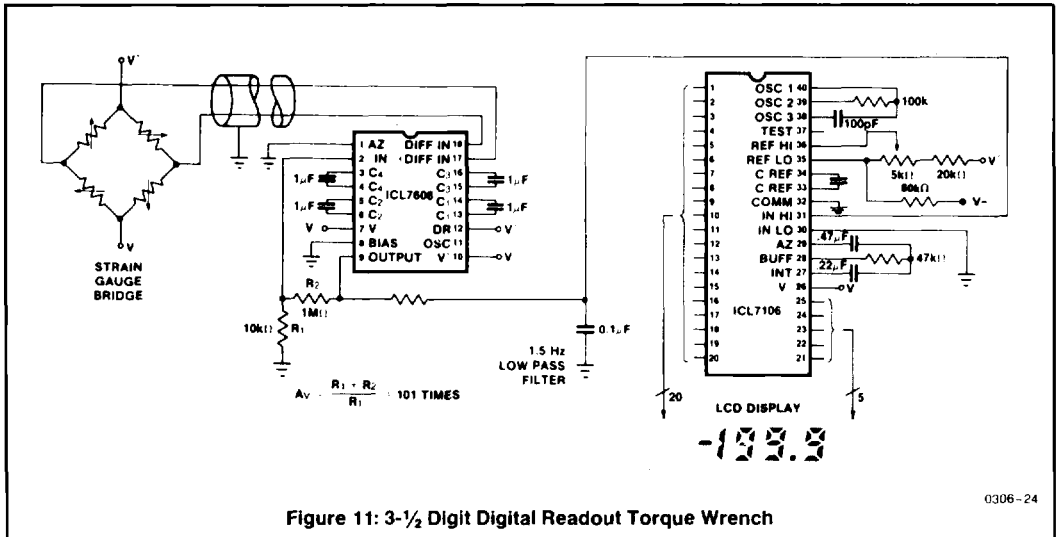 V+
V
STRAIN
GAUGE
BRIDGE
1 AZ DIFF IN 18
2 IN +DIFF IN 17
3 C4 C3 16
4 C4 C3 15
5 C2 C1 14
6 C2 C1 13
7 V DR 12
8 BIAS OSC 11
9 OUTPUT V+ 10
ICL7606
1μF
1μF
1μF
1μF
V
V+
V
R2
1MΩ
10kΩ R1
0.1μF
1.5 Hz
LOW PASS
FILTER
AV R1 + R2 / R1 101 TIMES
1 OSC 1 40
2 OSC 2 39
3 OSC 3 38
4 TEST 37
5 REF HI 36
6 REF LO 35
7 C REF 34
8 C REF 33
9 COMM 32
10 IN HI 31
11 IN LO 30
12 AZ 29
13 BUFF 28
14 INT 27
15 V 26
16 25
17 24
18 23
19 22
20 21
ICL7106
100k
100pF
5kΩ 20kΩ V+
80kΩ V-
.47μF
47kΩ
.22μF
V
20
5
LCD DISPLAY
-199.9
0306-24
Figure 11: 3-½ Digit Digital Readout Torque Wrench